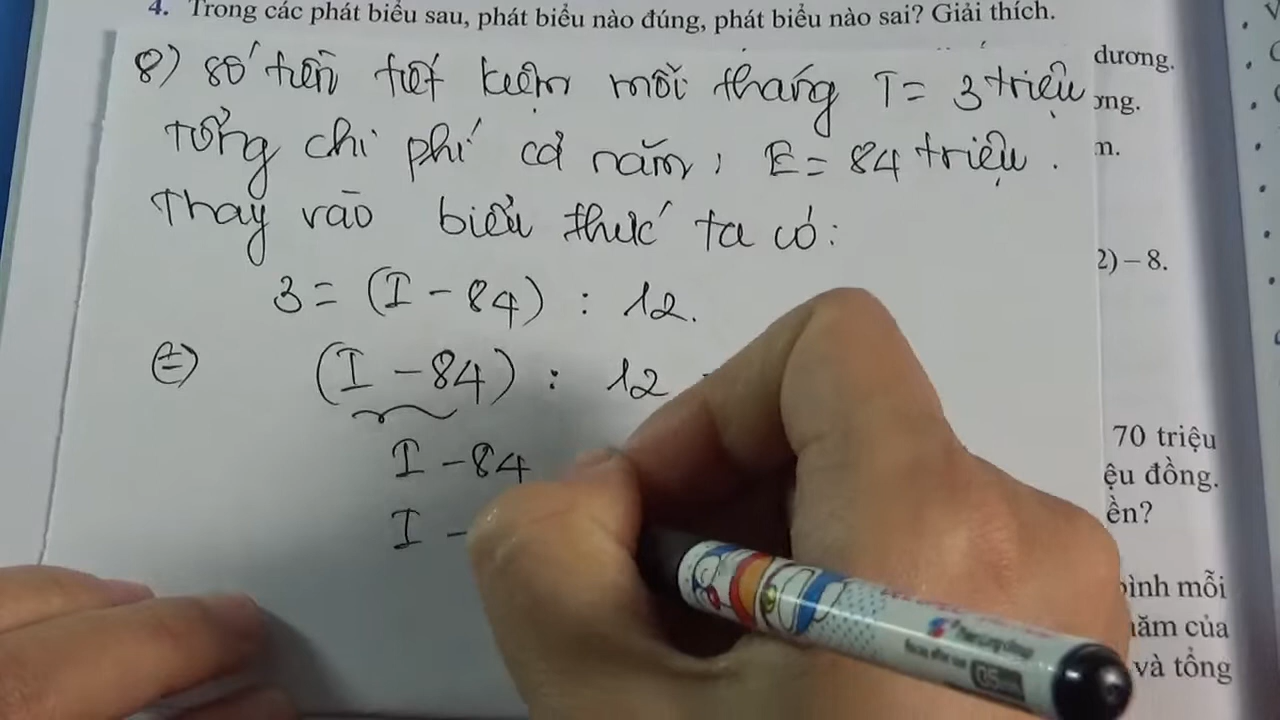 4. Trong các phát biểu sau, phát biểu nào đúng, phát biểu nào sai? Giải thích.
dương.
8) số tiền tiết kiệm mỗi tháng T = 3 triệu
ơng.
tổng chi phí cả năm, E = 84 triệu.
m.
Thay vào biểu thức ta có:
2) – 8.
3 = (I - 84) : 12.
(=) (I - 84) : 12
70 triệu
I - 84
ệu đồng.
I -
ền?
bình mỗi
năm của
và tổng